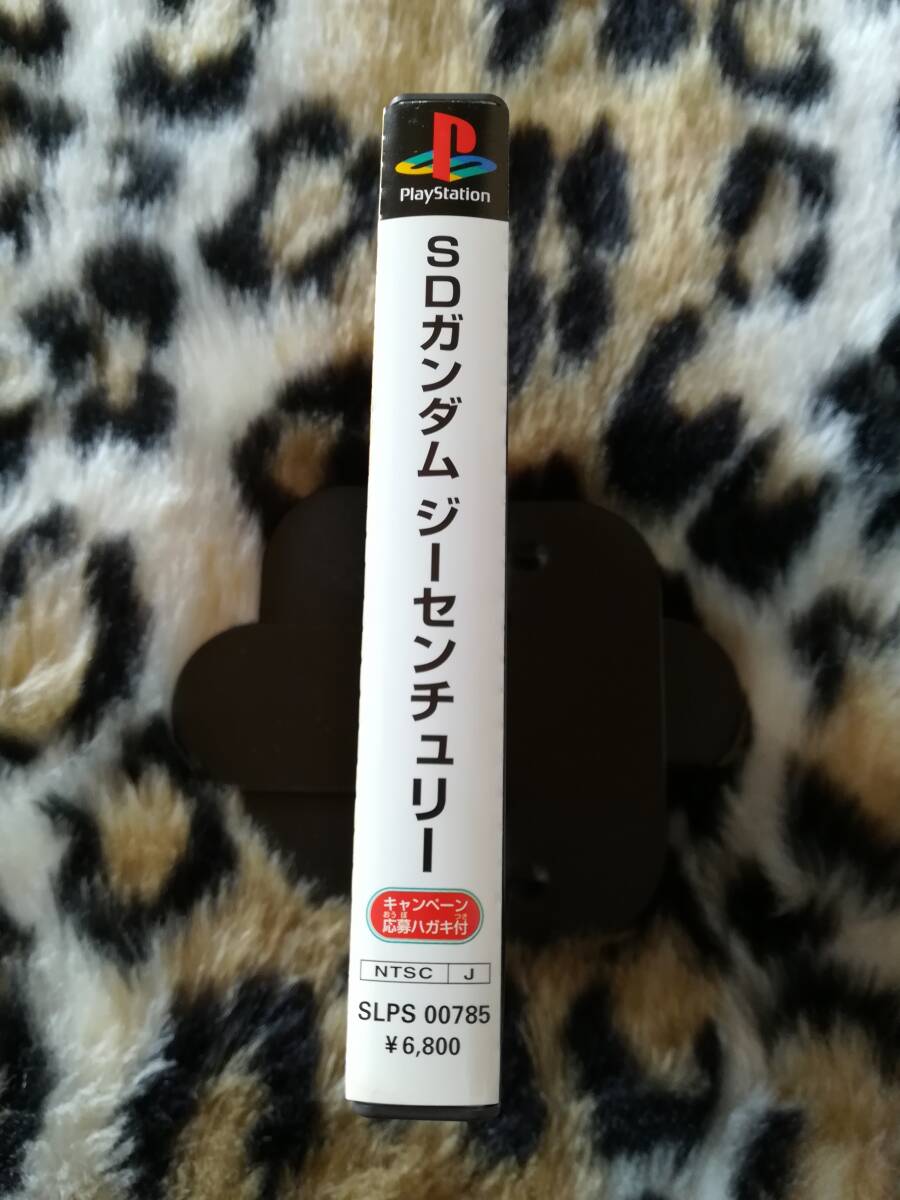 PlayStation
SDガンダム ジーセンチュリー
キャンペーン
おうぼ つき
応募ハガキ付
NTSC J
SLPS 00785
¥6,800